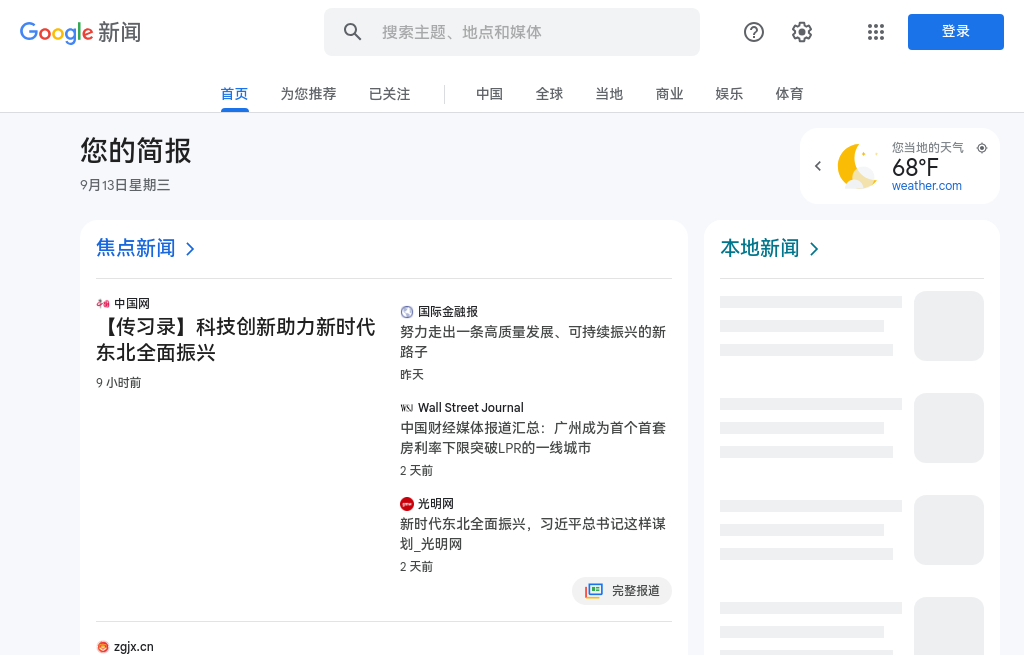 Google 新闻
搜索主题、地点和媒体
登录
首页 为您推荐 已关注 中国 全球 当地 商业 娱乐 体育
您的简报
9月13日星期三
您当地的天气
68°F
weather.com
焦点新闻
中国网
【传习录】科技创新助力新时代
东北全面振兴
9 小时前
国际金融报
努力走出一条高质量发展、可持续振兴的新
路子
昨天
WSJ Wall Street Journal
中国财经媒体报道汇总：广州成为首个首套
房利率下限突破LPR的一线城市
2 天前
光明网
新时代东北全面振兴，习近平总书记这样谋
划_光明网
2 天前
完整报道
zgjx.cn
本地新闻